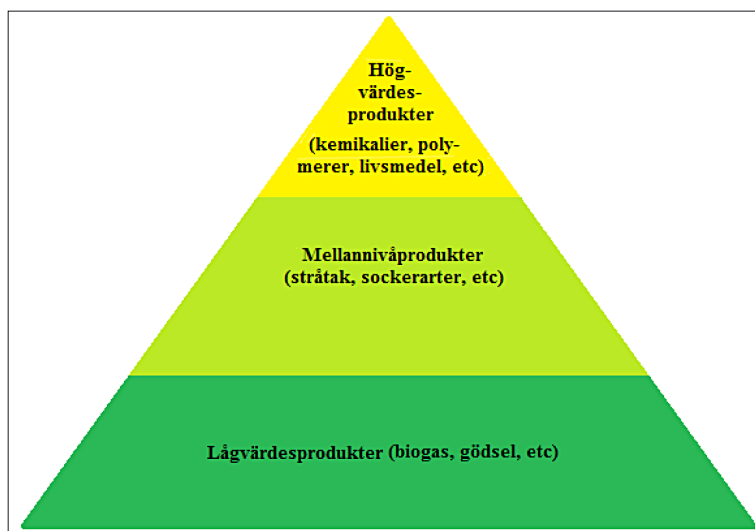 Hög-
värdes-
produkter
(kemikalier, poly-
merer, livsmedel, etc)
Mellannivåprodukter
(stråtak, sockerarter, etc)
Lågvärdesprodukter (biogas, gödsel, etc)